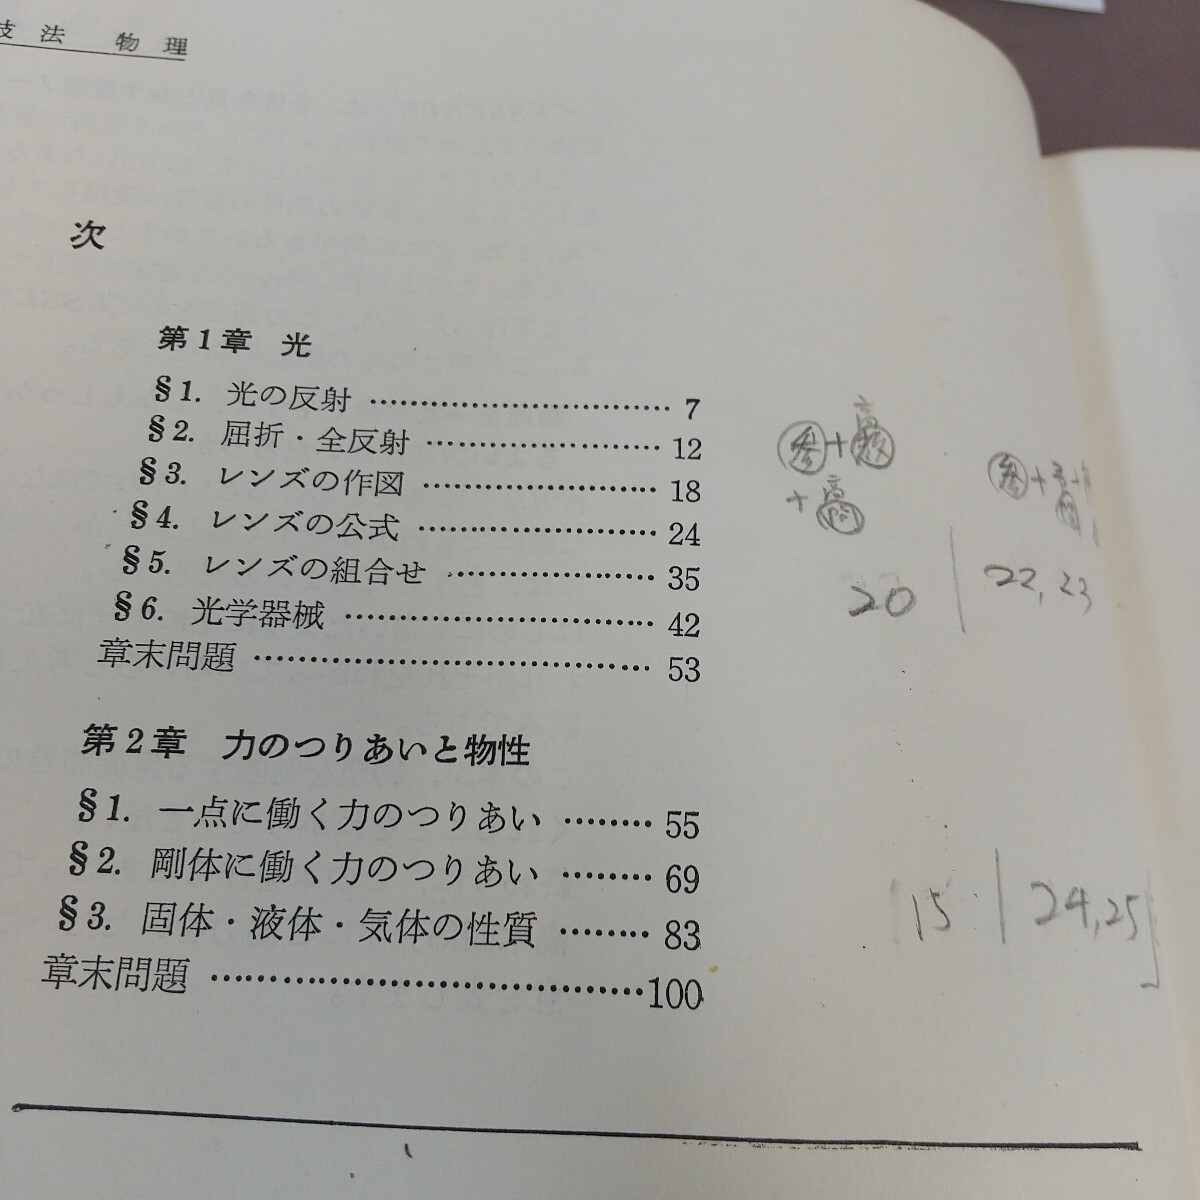 技法 物理
次
第1章 光
§1. 光の反射 …………………………… 7
§2. 屈折・全反射 …………………… 12
§3. レンズの作図 …………………… 18
§4. レンズの公式 …………………… 24
§5. レンズの組合せ ………………… 35
§6. 光学器械 ………………………… 42
章末問題 ………………………………… 53
20 | 22, 23
第2章 力のつりあいと物性
§1. 一点に働く力のつりあい ……… 55
§2. 剛体に働く力のつりあい ……… 69
§3. 固体・液体・気体の性質 ……… 83
章末問題 …………………………………100
15 | 24, 25